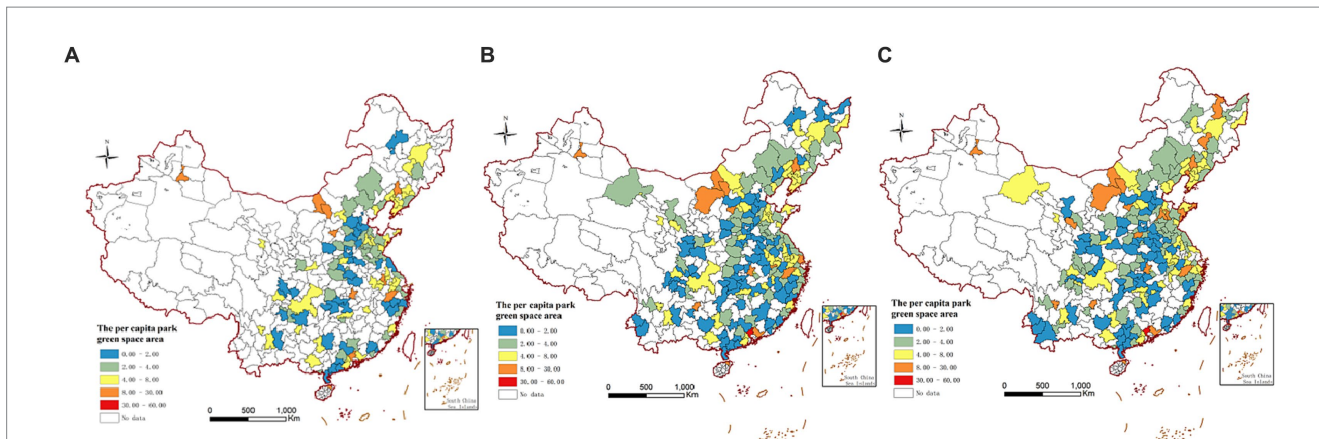 A
N
The per capita park
green space area
0.00 - 2.00
2.00 - 4.00
4.00 - 8.00
8.00 - 30.00
30.00 - 60.00
No data
0 500 1,000
Km
South China
Sea Islands
B
N
The per capita park
green space area
0.00 - 2.00
2.00 - 4.00
4.00 - 8.00
8.00 - 30.00
30.00 - 60.00
No data
0 500 1,000
Km
South China
Sea Islands
C
N
The per capita park
green space area
0.00 - 2.00
2.00 - 4.00
4.00 - 8.00
8.00 - 30.00
30.00 - 60.00
No data
0 500 1,000
Km
South China
Sea Islands